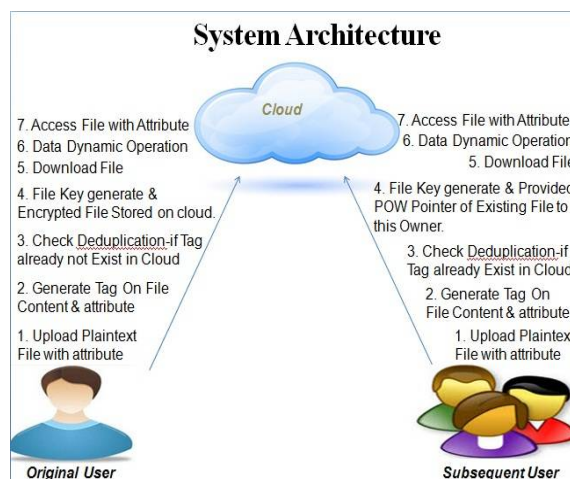 System Architecture
Cloud
7. Access File with Attribute
6. Data Dynamic Operation
5. Download File
4. File Key generate &
Encrypted File Stored on cloud.
3. Check Deduplication-if Tag
already not Exist in Cloud
2. Generate Tag On File
Content & attribute
1. Upload Plaintext
File with attribute
Original User
7. Access File with Attribute
6. Data Dynamic Operation
5. Download File
4. File Key generate & Provided
POW Pointer of Existing File to
this Owner.
3. Check Deduplication-if
Tag already Exist in Cloud
2. Generate Tag On
File Content & attribute
1. Upload Plaintext
File with attribute
Subsequent User